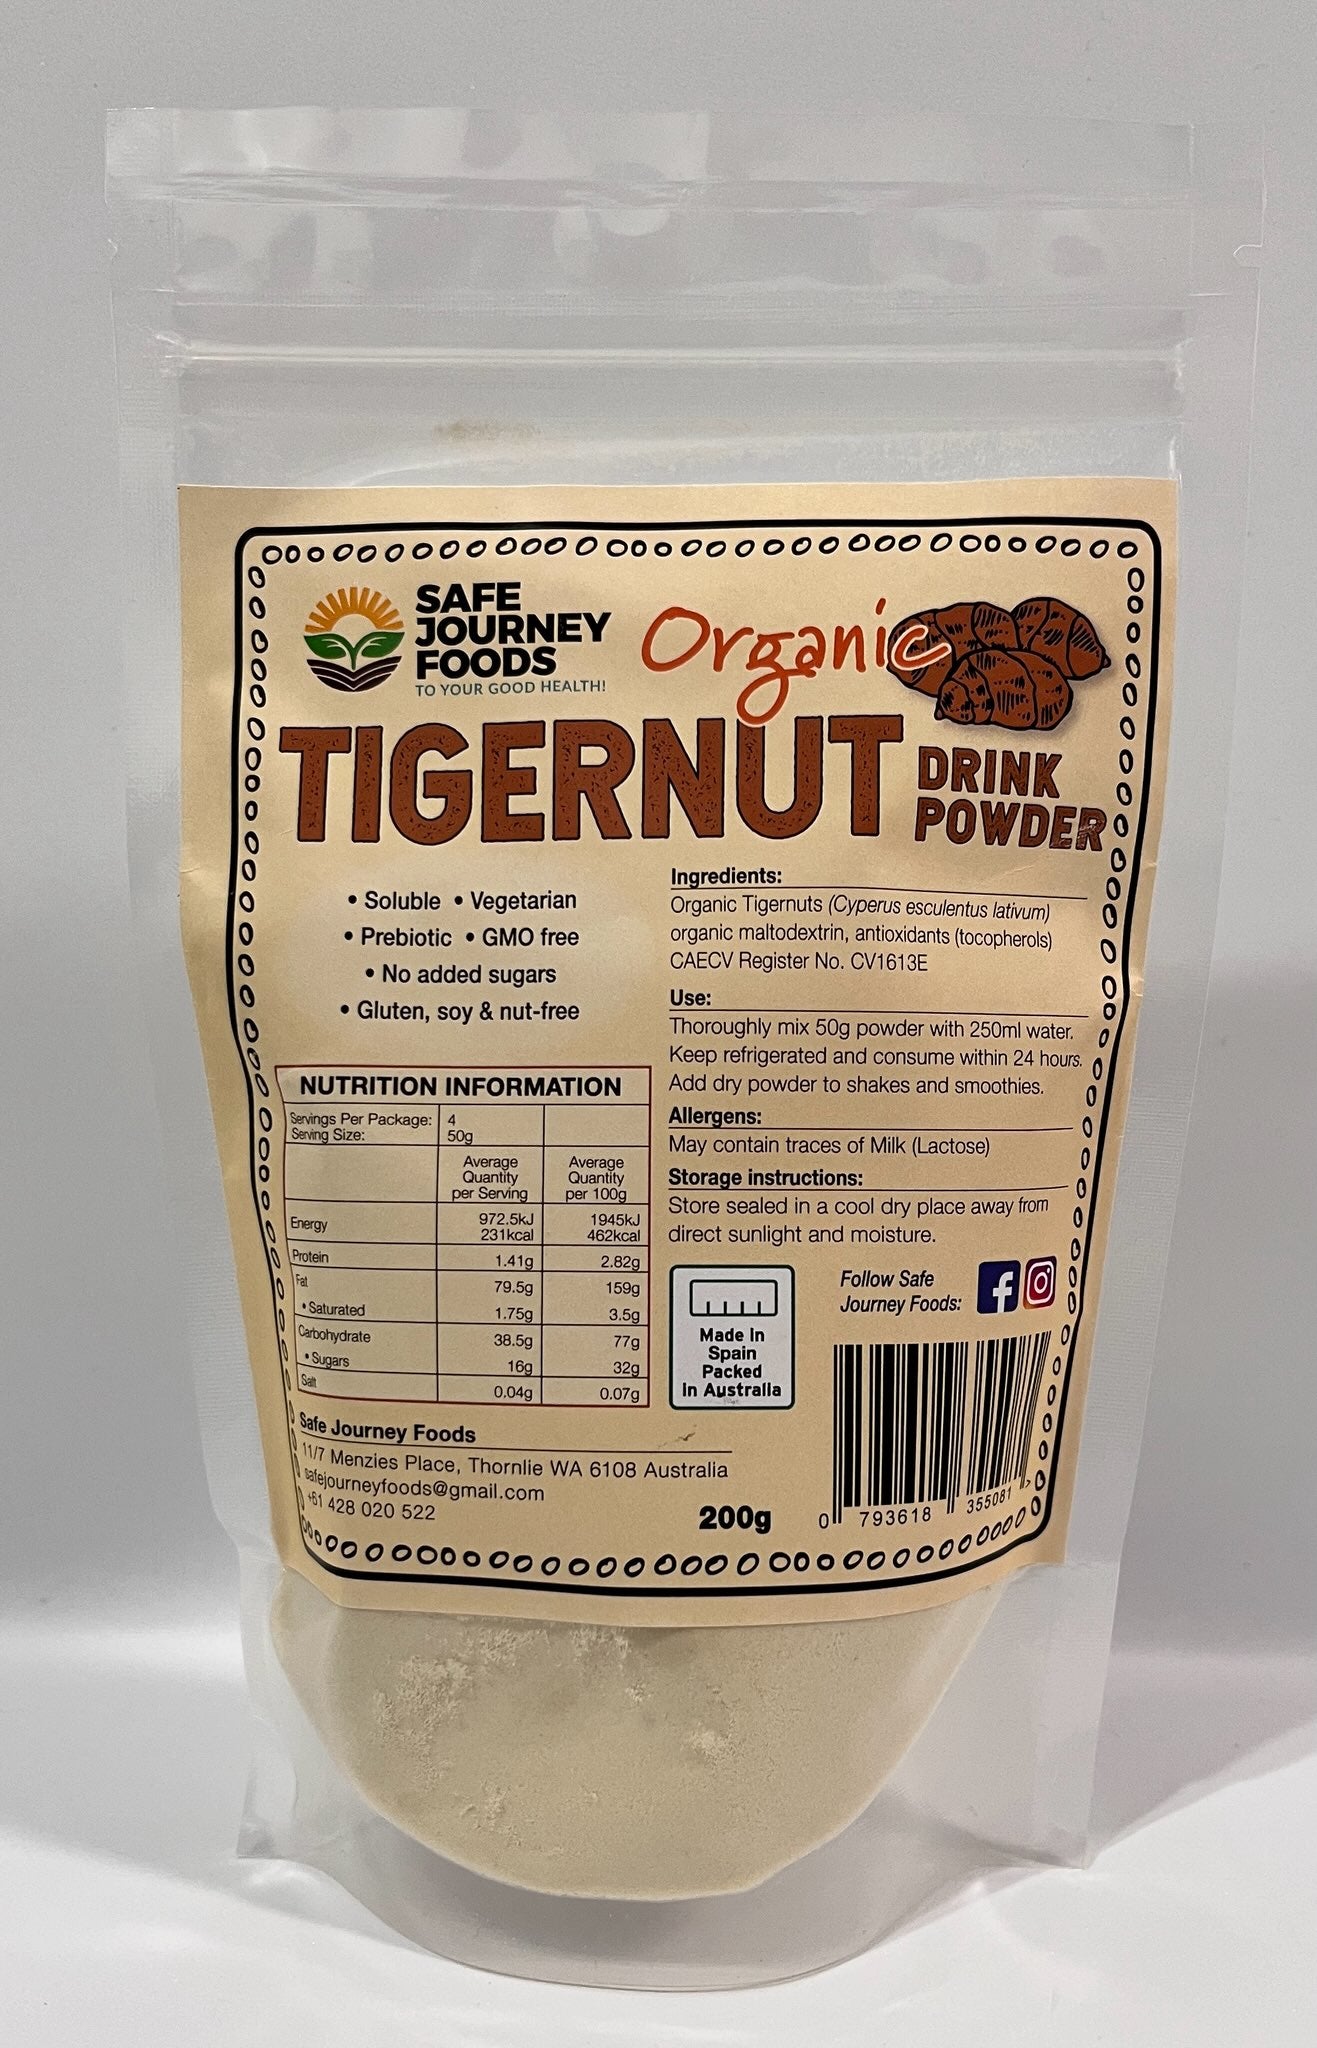 SAFE
JOURNEY
FOODS
TO YOUR GOOD HEALTH!
Organic
TIGERNUT
DRINK
POWDER
• Soluble • Vegetarian
• Prebiotic • GMO free
• No added sugars
• Gluten, soy & nut-free
NUTRITION INFORMATION
Servings Per Package: 4
Serving Size: 50g
Average Quantity per Serving Average Quantity per 100g
Energy 972.5kJ 1945kJ
231kcal 462kcal
Protein 1.41g 2.82g
Fat 79.5g 159g
• Saturated 1.75g 3.5g
Carbohydrate 38.5g 77g
• Sugars 16g 32g
Salt 0.04g 0.07g
Safe Journey Foods
11/7 Menzies Place, Thornlie WA 6108 Australia
safejourneyfoods@gmail.com
+61 428 020 522
200g
Ingredients:
Organic Tigernuts (Cyperus esculentus lativum)
organic maltodextrin, antioxidants (tocopherols)
CAECV Register No. CV1613E
Use:
Thoroughly mix 50g powder with 250ml water.
Keep refrigerated and consume within 24 hours.
Add dry powder to shakes and smoothies.
Allergens:
May contain traces of Milk (Lactose)
Storage instructions:
Store sealed in a cool dry place away from
direct sunlight and moisture.
Made in
Spain
Packed
in Australia
Follow Safe
Journey Foods:
0 793618 355081 >